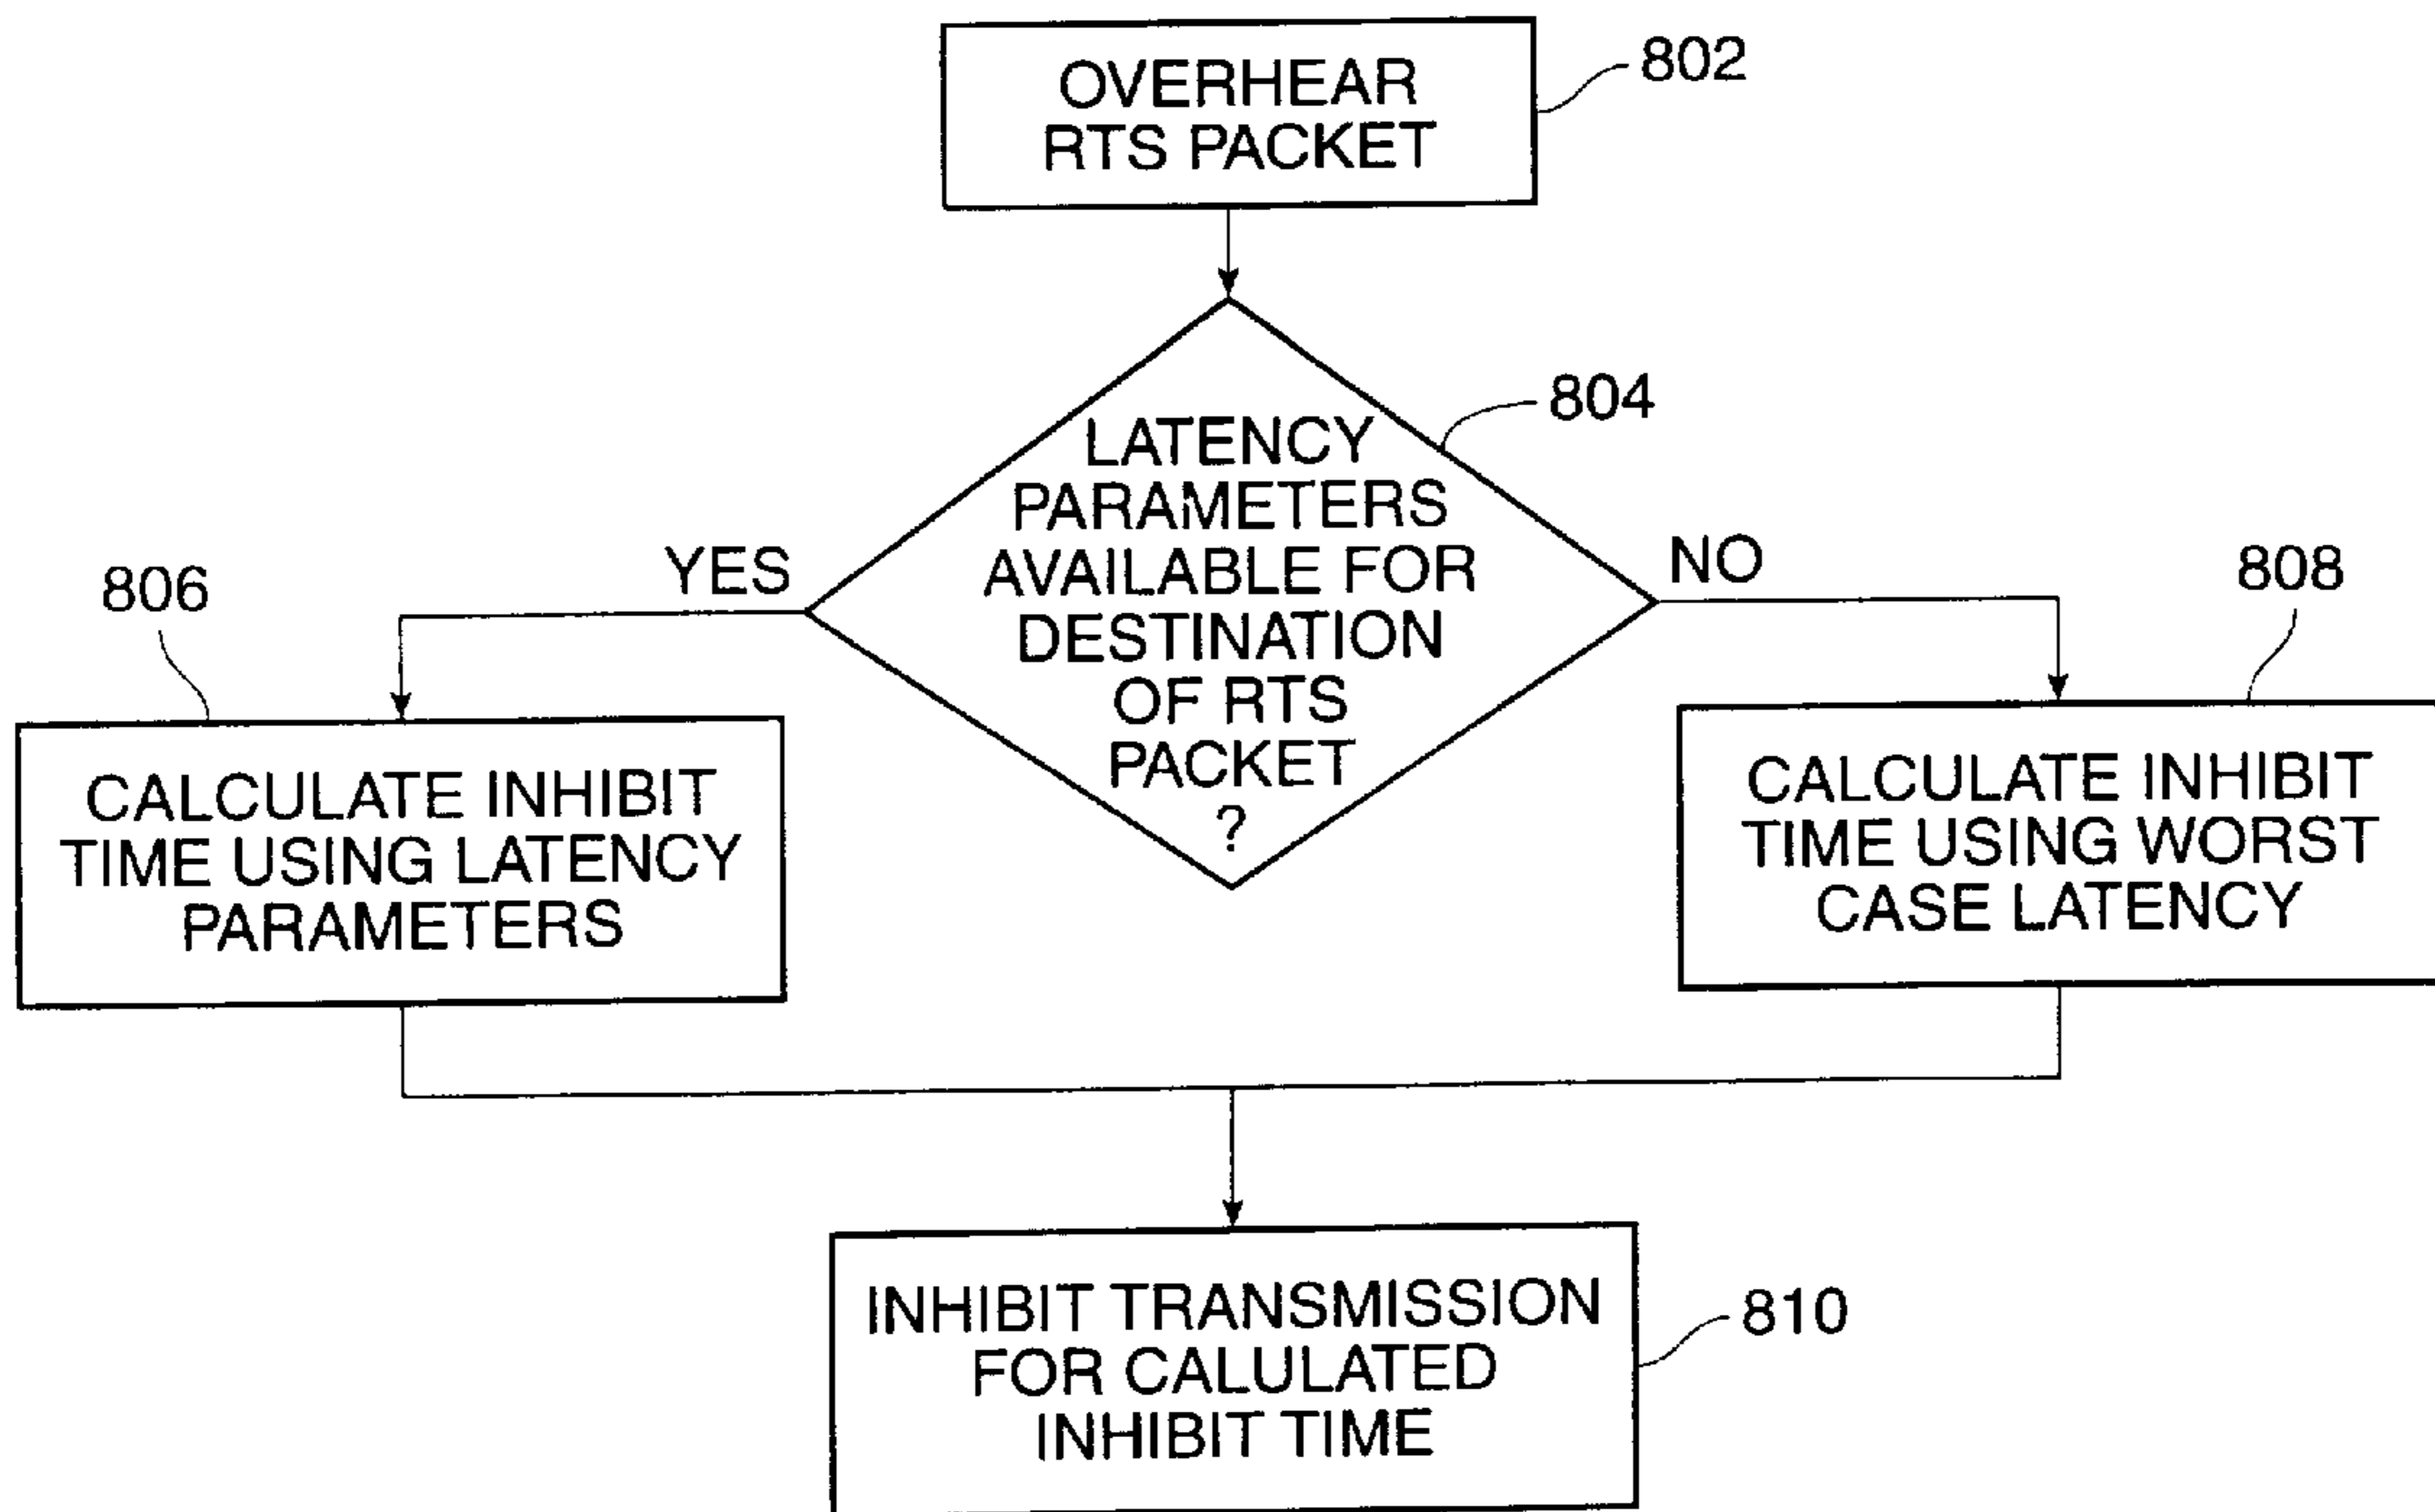 OVERHEAR
RTS PACKET
802
LATENCY
PARAMETERS
AVAILABLE FOR
DESTINATION
OF RTS
PACKET
?
804
YES
NO
806
CALCULATE INHIBIT
TIME USING LATENCY
PARAMETERS
808
CALCULATE INHIBIT
TIME USING WORST
CASE LATENCY
INHIBIT TRANSMISSION
FOR CALULATED
INHIBIT TIME
810